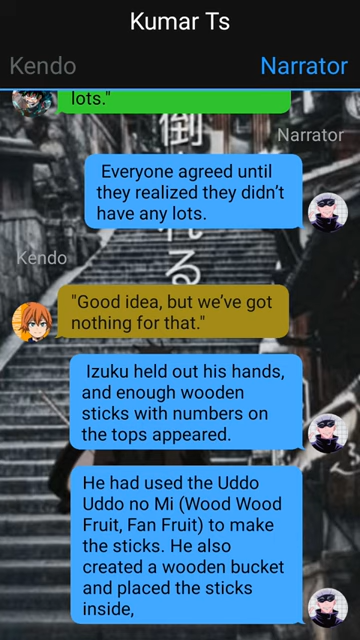 Kumar Ts
Kendo
Narrator
lots."
Narrator
Everyone agreed until
they realized they didn't
have any lots.
Kendo
"Good idea, but we've got
nothing for that."
Izuku held out his hands,
and enough wooden
sticks with numbers on
the tops appeared.
He had used the Uddo
Uddo no Mi (Wood Wood
Fruit, Fan Fruit) to make
the sticks. He also
created a wooden bucket
and placed the sticks
inside,
倒
れる